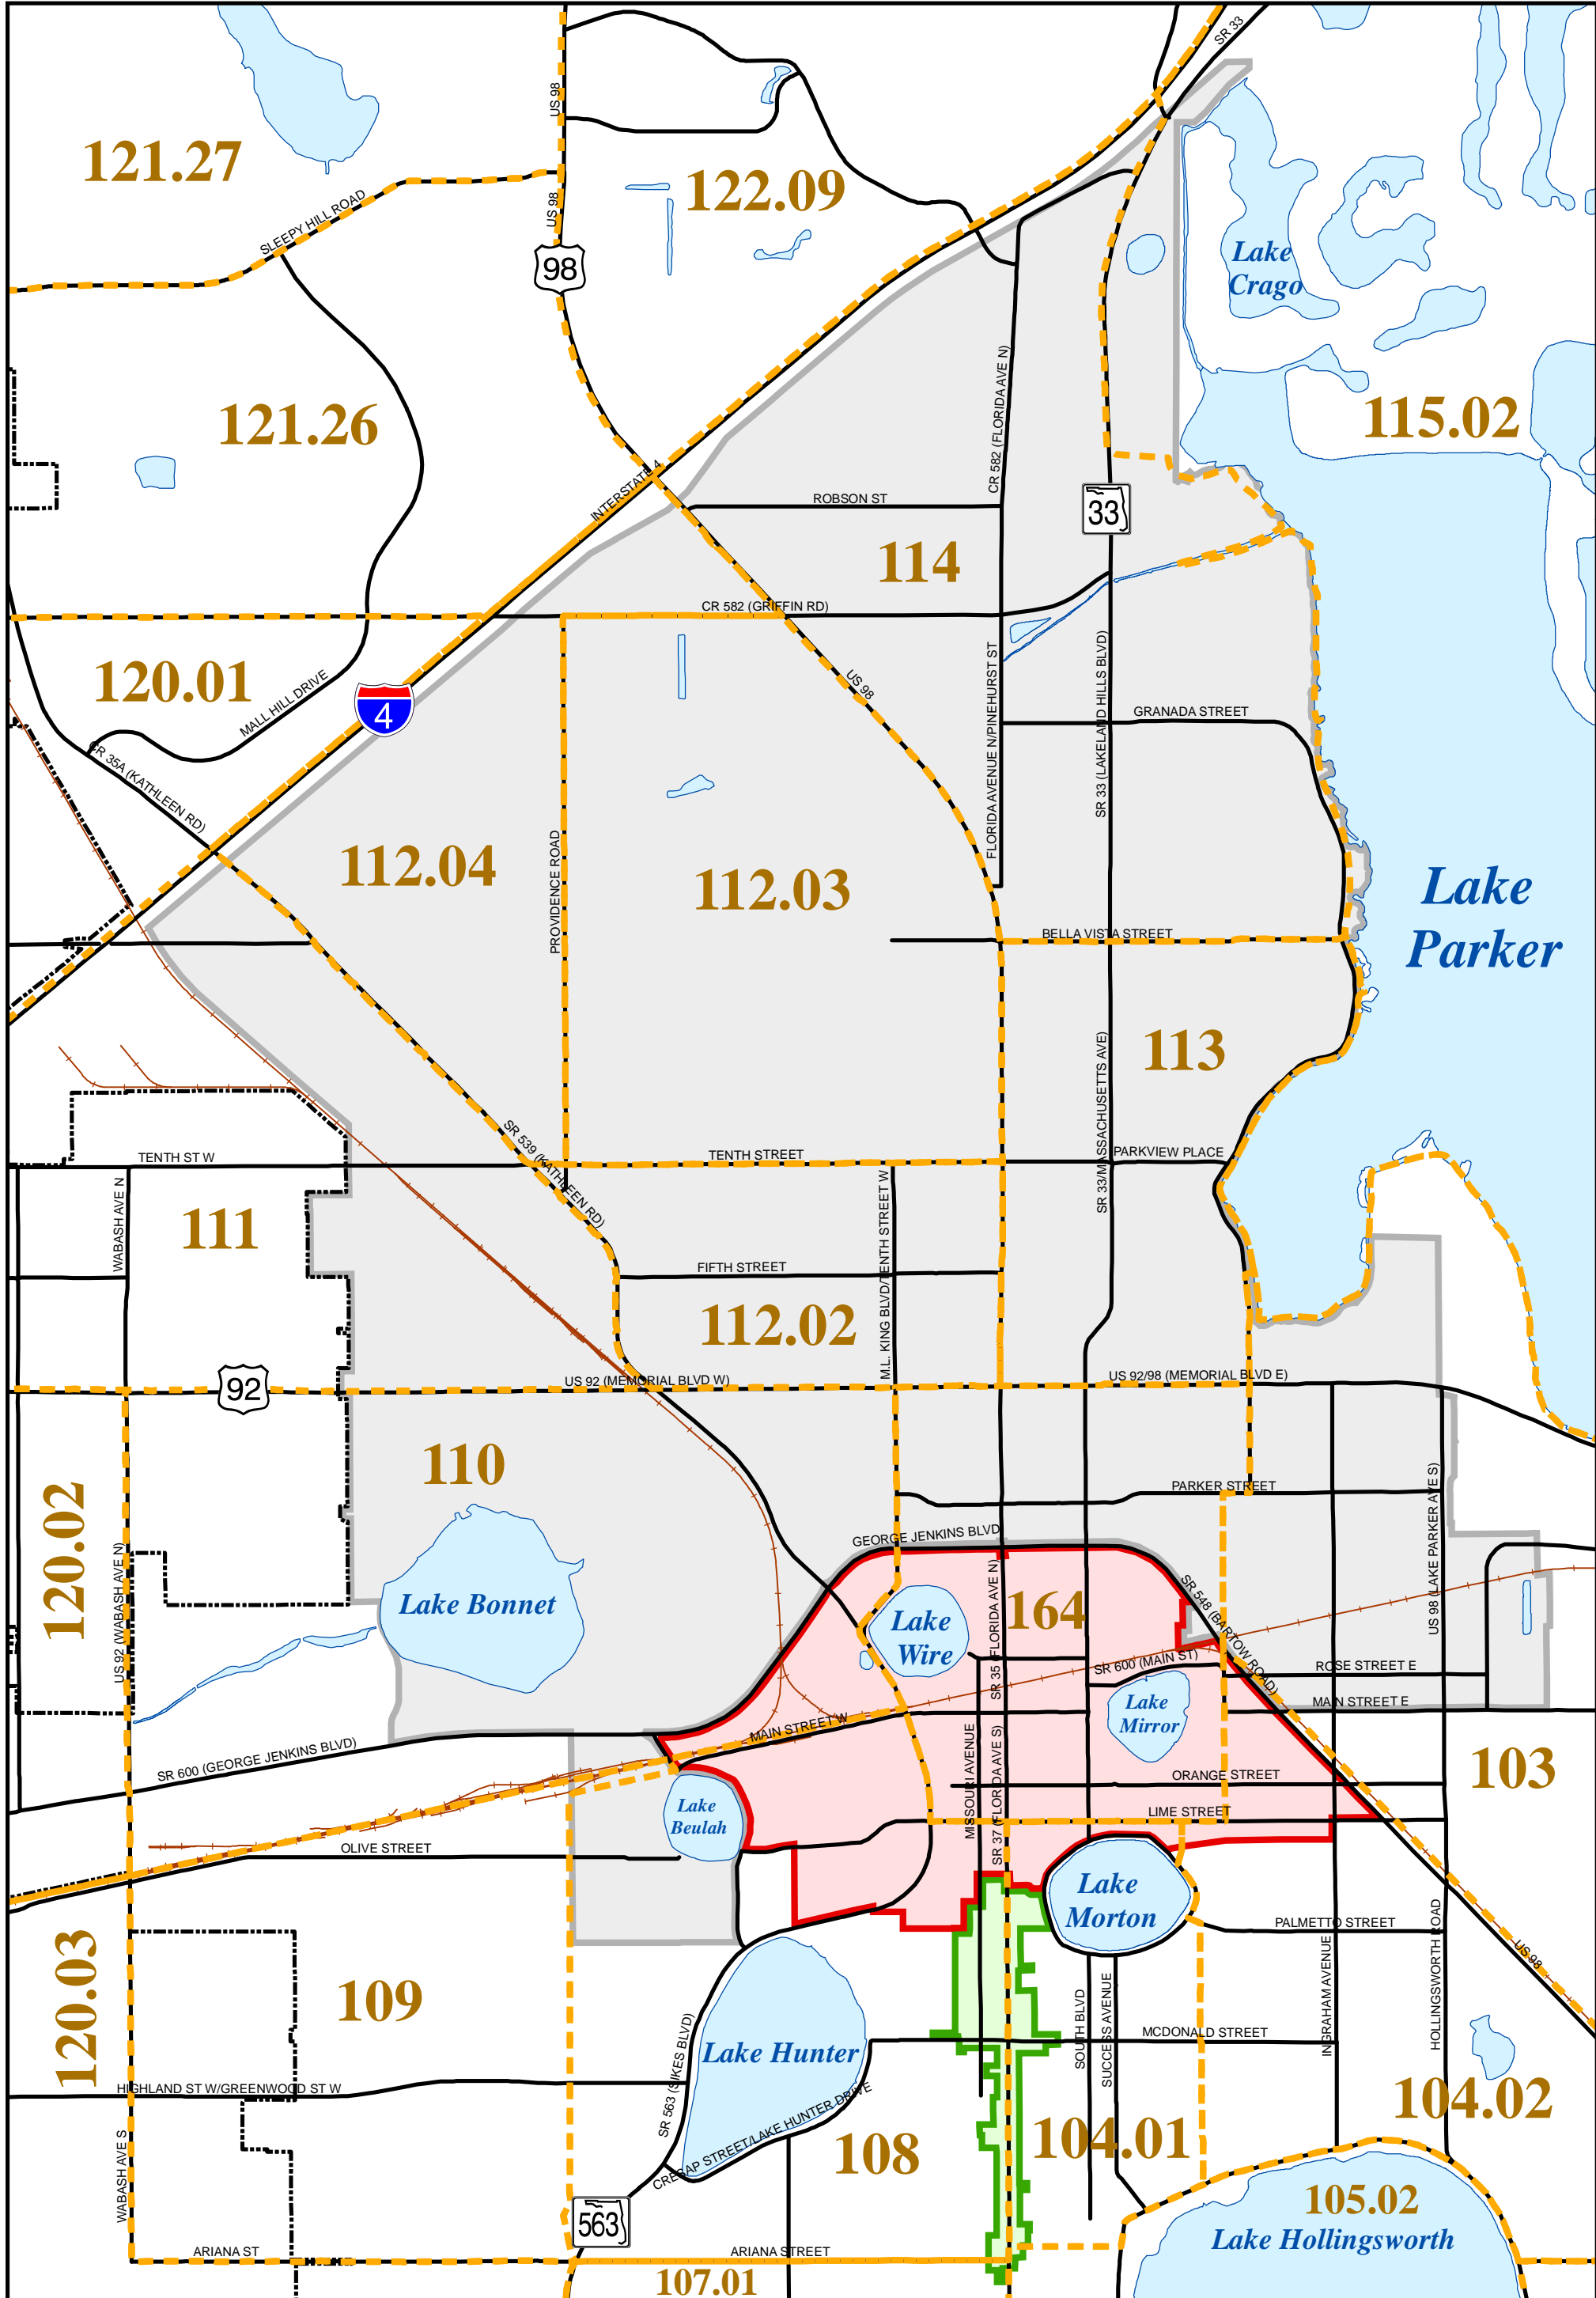 SR 33
US 98
121.27
122.09
SLEEPY HILL ROAD
US 98
98
Lake
Crago
CR 582 (FLORIDA AVE N)
121.26
115.02
INTERSTATE 4
ROBSON ST
33
114
CR 582 (GRIFFIN RD)
120.01
MALL HILL DRIVE
4
US 98
FLORIDA AVENUE N/PINEHURST ST
SR 33 (LAKELAND HILLS BLVD)
GRANADA STREET
CR 35A (KATHLEEN RD)
112.04
PROVIDENCE ROAD
112.03
Lake
Parker
BELLA VISTA STREET
113
SR 33/MASSACHUSETTS AVE)
SR 539 (KATHLEEN RD)
TENTH ST W
TENTH STREET
PARKVIEW PLACE
WABASH AVE N
111
M.L. KING BLVD/TENTH STREET W
FIFTH STREET
112.02
92
US 92 (MEMORIAL BLVD W)
US 92/98 (MEMORIAL BLVD E)
110
PARKER STREET
120.02
US 92 (WABASH AVE N)
GEORGE JENKINS BLVD
US 98 (LAKE PARKER AVE S)
Lake Bonnet
Lake
Wire
SR 35 (FLORIDA AVE N)
164
SR 548 (BARTOW ROAD)
SR 600 (MAIN ST)
ROSE STREET E
Lake
Mirror
MAIN STREET E
MAIN STREET W
SR 600 (GEORGE JENKINS BLVD)
MISSOURI AVENUE
SR 37 (FLORIDA AVE S)
ORANGE STREET
103
Lake
Beulah
LIME STREET
OLIVE STREET
Lake
Morton
PALMETTO STREET
120.03
109
INGRAHAM AVENUE
HOLLINGSWORTH ROAD
US 98
SR 563 (SIKES BLVD)
Lake Hunter
SOUTH BLVD
SUCCESS AVENUE
MCDONALD STREET
HIGHLAND ST W/GREENWOOD ST W
CRESAP STREET/LAKE HUNTER DRIVE
104.02
108
104.01
WABASH AVE S
563
105.02
Lake Hollingsworth
ARIANA ST
ARIANA STREET
107.01